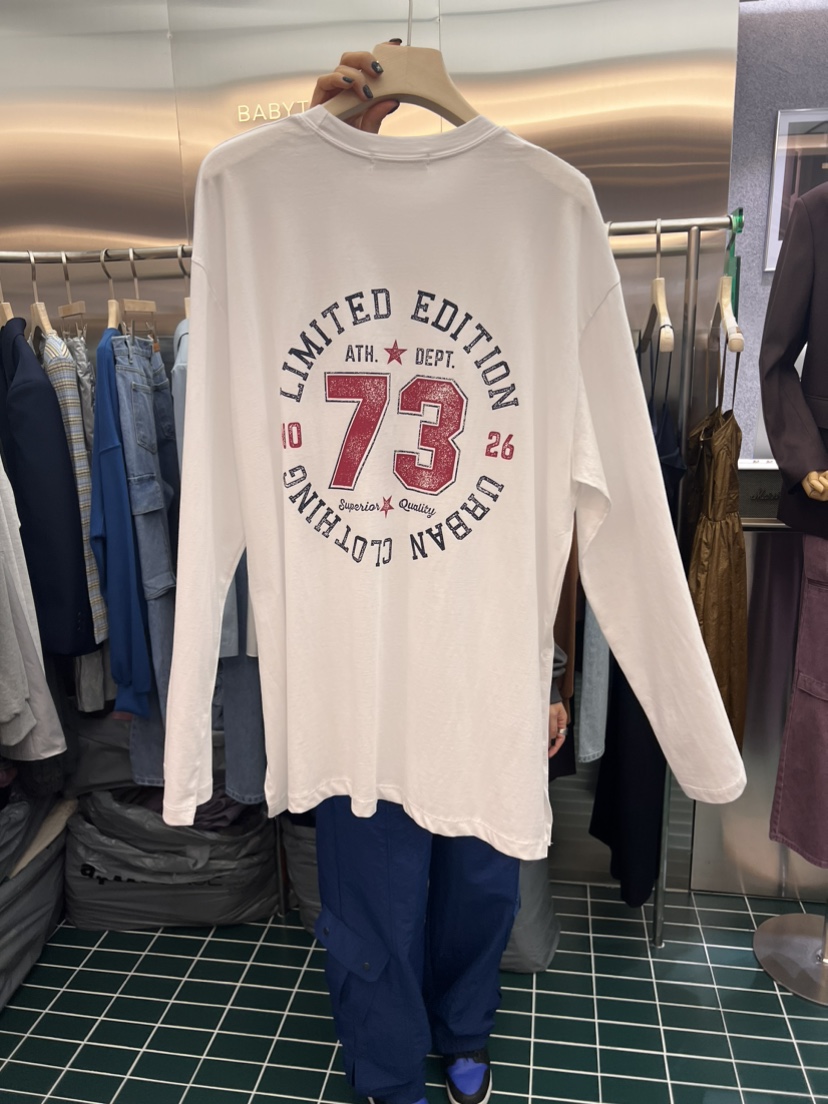 BABYT
LIMITED EDITION
ATH. DEPT.
73
10 26
Superior Quality
URBAN CLOTHING